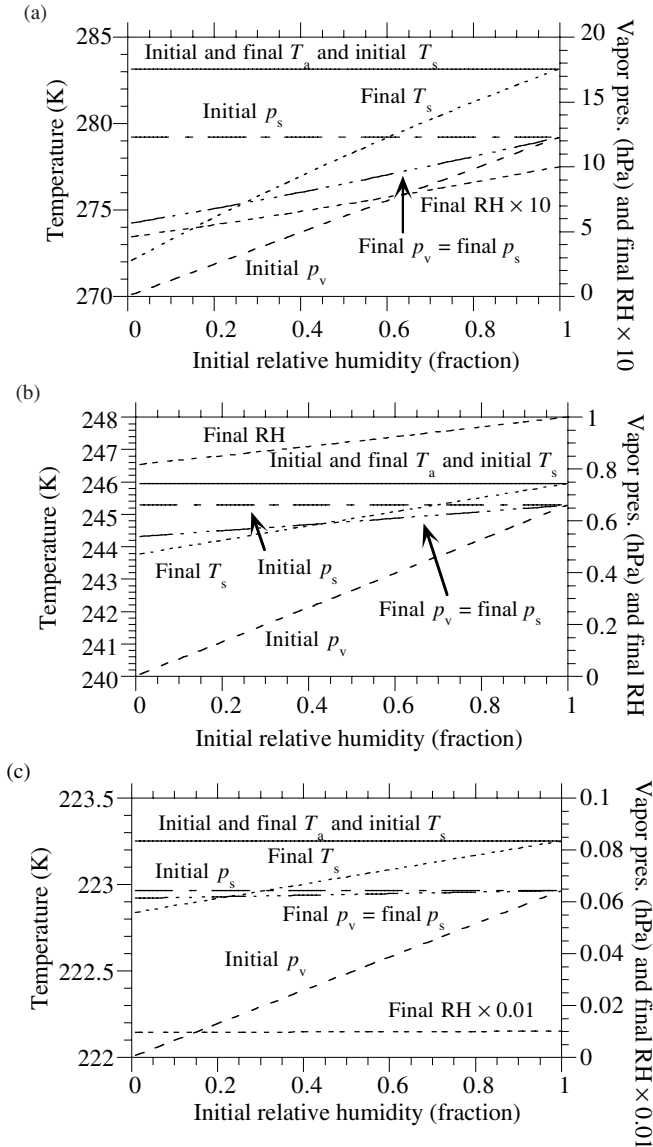 (a)
285
280
275
270
Temperature (K)
Initial and final Ta and initial Ts
Initial ps
Final Ts
Final RH × 10
Final pv = final ps
Initial pv
20
15
10
5
0
Vapor pres. (hPa) and final RH × 10
0 0.2 0.4 0.6 0.8 1
Initial relative humidity (fraction)
(b)
248
247
246
245
244
243
242
241
240
Temperature (K)
Final RH
Initial and final Ta and initial Ts
Final Ts
Initial ps
Final pv = final ps
Initial pv
1
0.8
0.6
0.4
0.2
0
Vapor pres. (hPa) and final RH
0 0.2 0.4 0.6 0.8 1
Initial relative humidity (fraction)
(c)
223.5
223
222.5
222
Temperature (K)
Initial and final Ta and initial Ts
Initial ps
Final Ts
Final pv = final ps
Initial pv
Final RH × 0.01
0.1
0.08
0.06
0.04
0.02
0
Vapor pres. (hPa) and final RH × 0.01
0 0.2 0.4 0.6 0.8 1
Initial relative humidity (fraction)